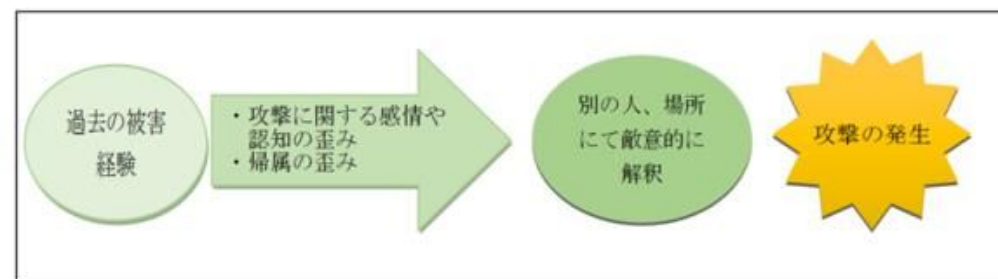 過去の被害
経験
・攻撃に関する感情や
認知の歪み
・帰属の歪み
別の人、場所
にて敵意的に
解釈
攻撃の発生